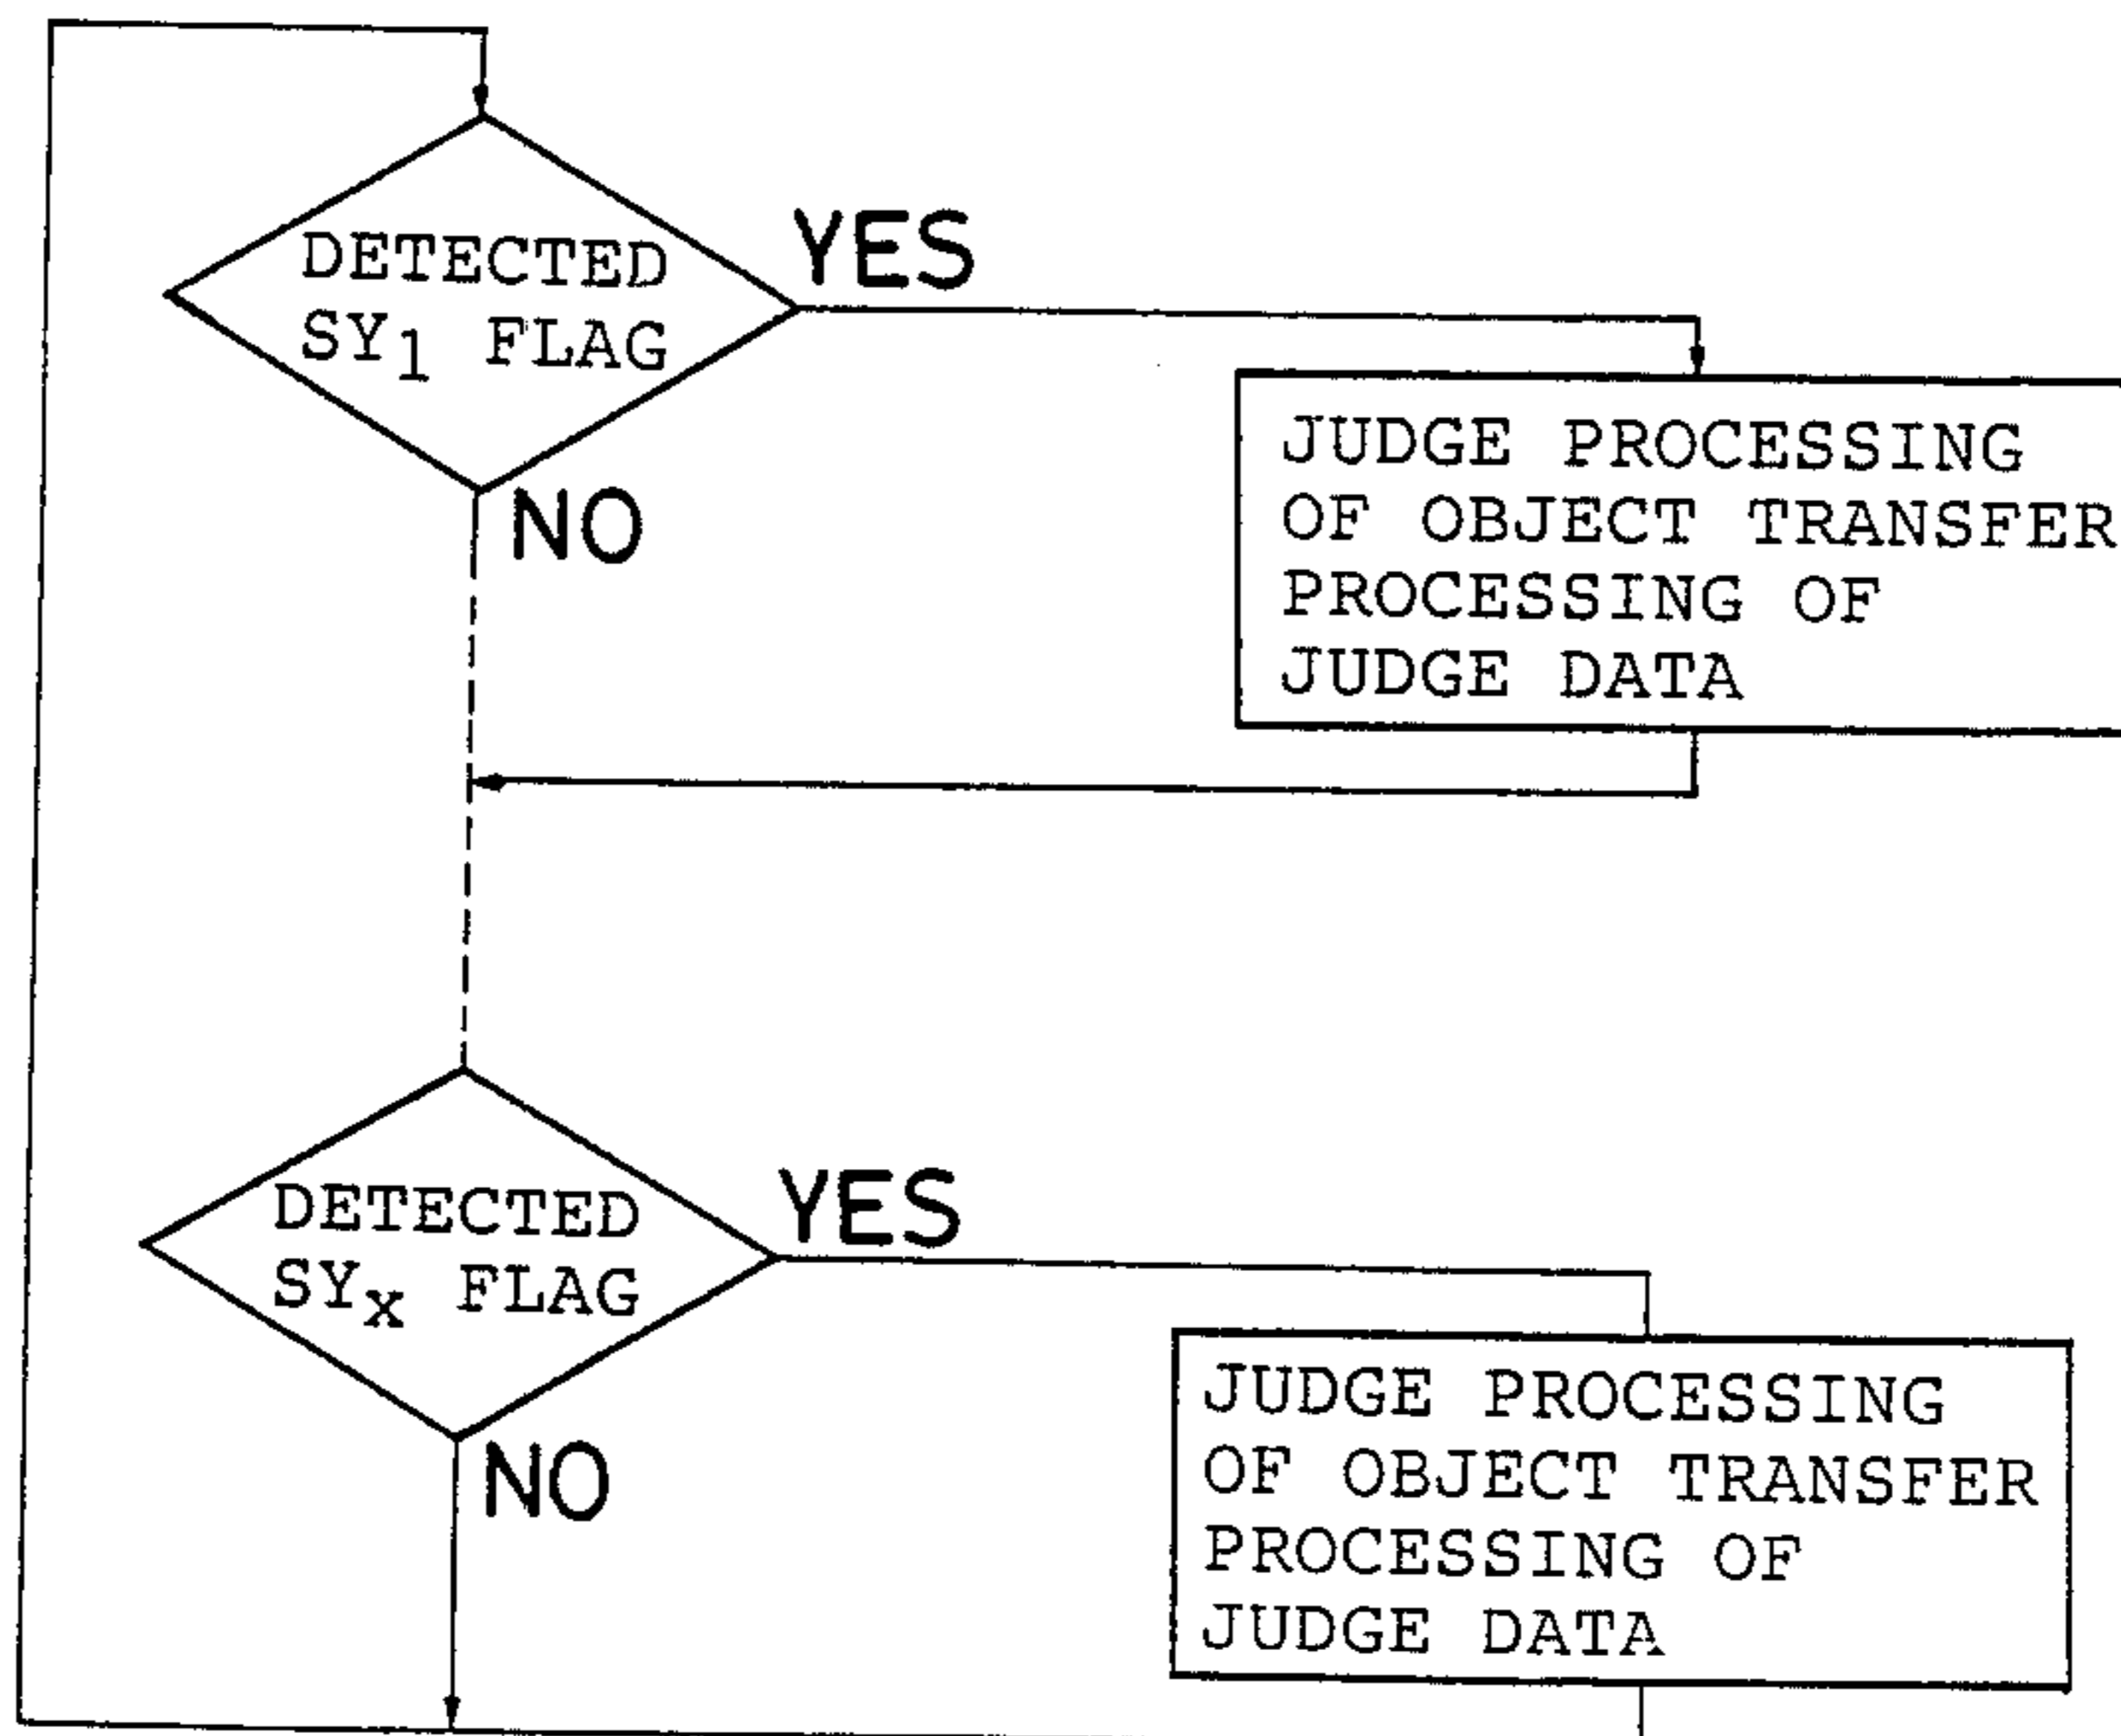 DETECTED
SY₁ FLAG
YES
NO
JUDGE PROCESSING
OF OBJECT TRANSFER
PROCESSING OF
JUDGE DATA
DETECTED
SYₓ FLAG
YES
NO
JUDGE PROCESSING
OF OBJECT TRANSFER
PROCESSING OF
JUDGE DATA